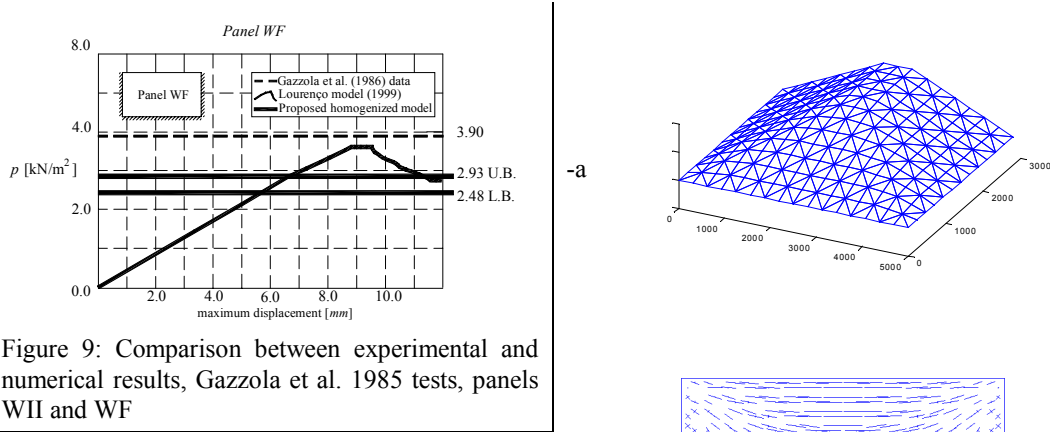 Panel WF
8.0
Panel WF
Gazzola et al. (1986) data
Lourenço model (1999)
Proposed homogenized model
4.0
3.90
p [kN/m²]
2.93 U.B.
2.48 L.B.
2.0
0.0
2.0 4.0 6.0 8.0 10.0
maximum displacement [mm]
Figure 9: Comparison between experimental and
numerical results, Gazzola et al. 1985 tests, panels
WII and WF
-a
0 1000 2000 3000 4000 5000
0 1000 2000 3000